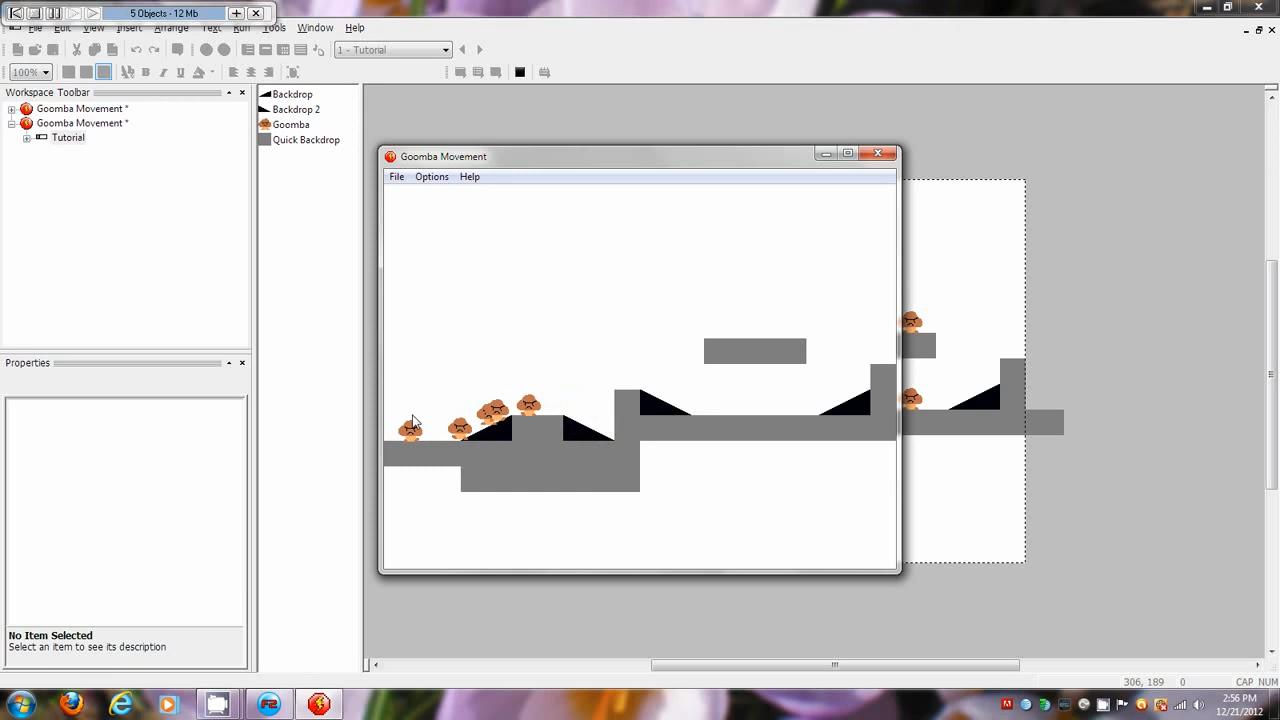 5 Objects - 12 Mb
File Edit View Insert Arrange Text Run Tools Window Help
1 - Tutorial
100%
B I U
Workspace Toolbar
Goomba Movement *
Goomba Movement *
Tutorial
Backdrop
Backdrop 2
Goomba
Quick Backdrop
Goomba Movement
File Options Help
Properties
No Item Selected
Select an item to see its description
306, 189 0 CAP NUM
2:56 PM
12/21/2012